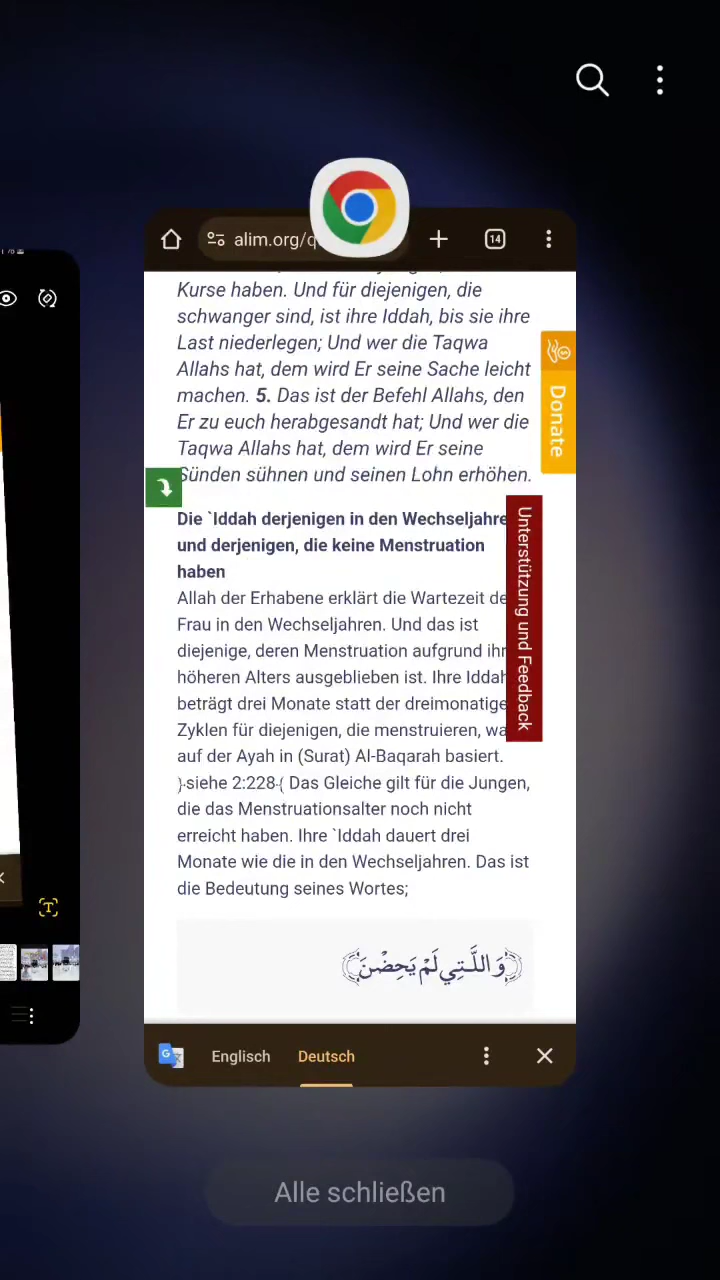 alim.org/q
14
Kurse haben. Und für diejenigen, die
schwanger sind, ist ihre Iddah, bis sie ihre
Last niederlegen; Und wer die Taqwa
Allahs hat, dem wird Er seine Sache leicht
machen. 5. Das ist der Befehl Allahs, den
Er zu euch herabgesandt hat; Und wer die
Taqwa Allahs hat, dem wird Er seine
Sünden sühnen und seinen Lohn erhöhen.
Donate
Die `Iddah derjenigen in den Wechseljahre
und derjenigen, die keine Menstruation
haben
Unterstützung und Feedback
Allah der Erhabene erklärt die Wartezeit de
Frau in den Wechseljahren. Und das ist
diejenige, deren Menstruation aufgrund ihr
höheren Alters ausgeblieben ist. Ihre Iddah
beträgt drei Monate statt der dreimonatige
Zyklen für diejenigen, die menstruieren, wa
auf der Ayah in (Surat) Al-Baqarah basiert.
}.siehe 2:228.{ Das Gleiche gilt für die Jungen,
die das Menstruationsalter noch nicht
erreicht haben. Ihre `Iddah dauert drei
Monate wie die in den Wechseljahren. Das ist
die Bedeutung seines Wortes;
﴿وَاللَّـتِي لَمْ يَحِضْنَ﴾
Englisch Deutsch
Alle schließen